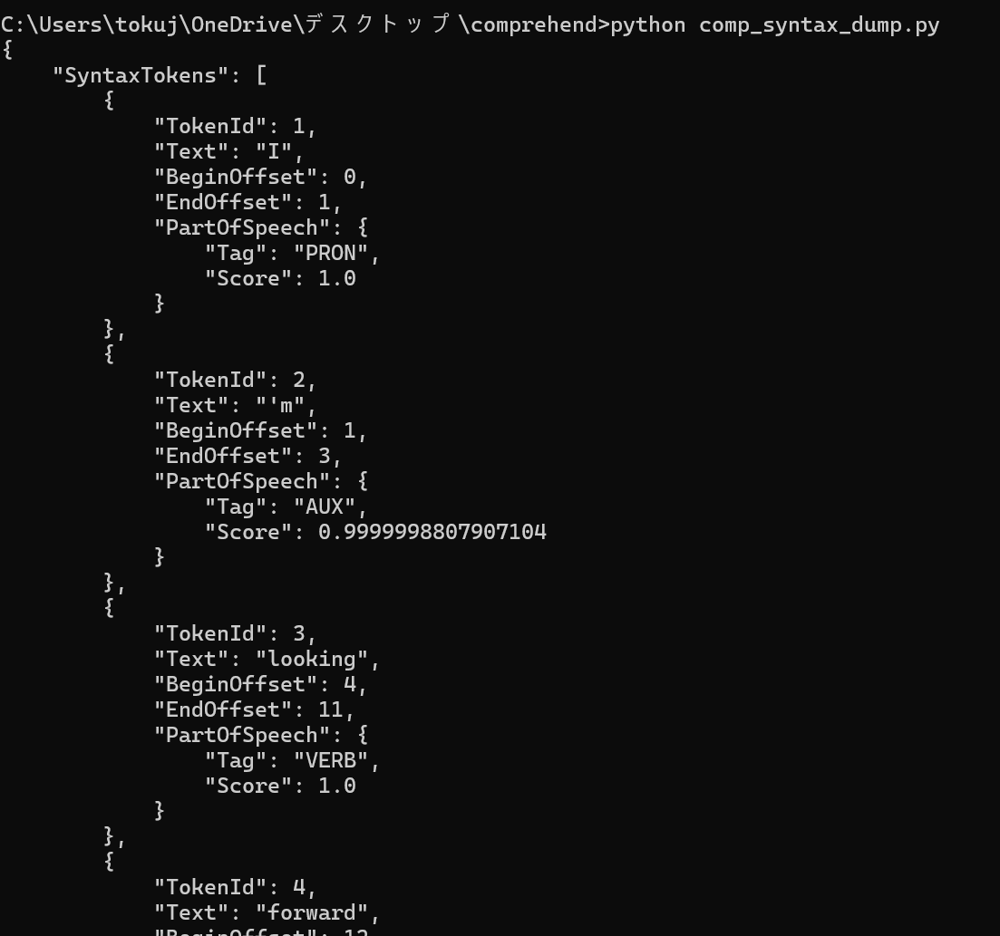 C:\Users\tokuj\OneDrive\デスクトップ\comprehend>python comp_syntax_dump.py
{
    "SyntaxTokens": [
        {
            "TokenId": 1,
            "Text": "I",
            "BeginOffset": 0,
            "EndOffset": 1,
            "PartOfSpeech": {
                "Tag": "PRON",
                "Score": 1.0
            }
        },
        {
            "TokenId": 2,
            "Text": "'m",
            "BeginOffset": 1,
            "EndOffset": 3,
            "PartOfSpeech": {
                "Tag": "AUX",
                "Score": 0.9999998807907104
            }
        },
        {
            "TokenId": 3,
            "Text": "looking",
            "BeginOffset": 4,
            "EndOffset": 11,
            "PartOfSpeech": {
                "Tag": "VERB",
                "Score": 1.0
            }
        },
        {
            "TokenId": 4,
            "Text": "forward",
            "BeginOffset": 12,